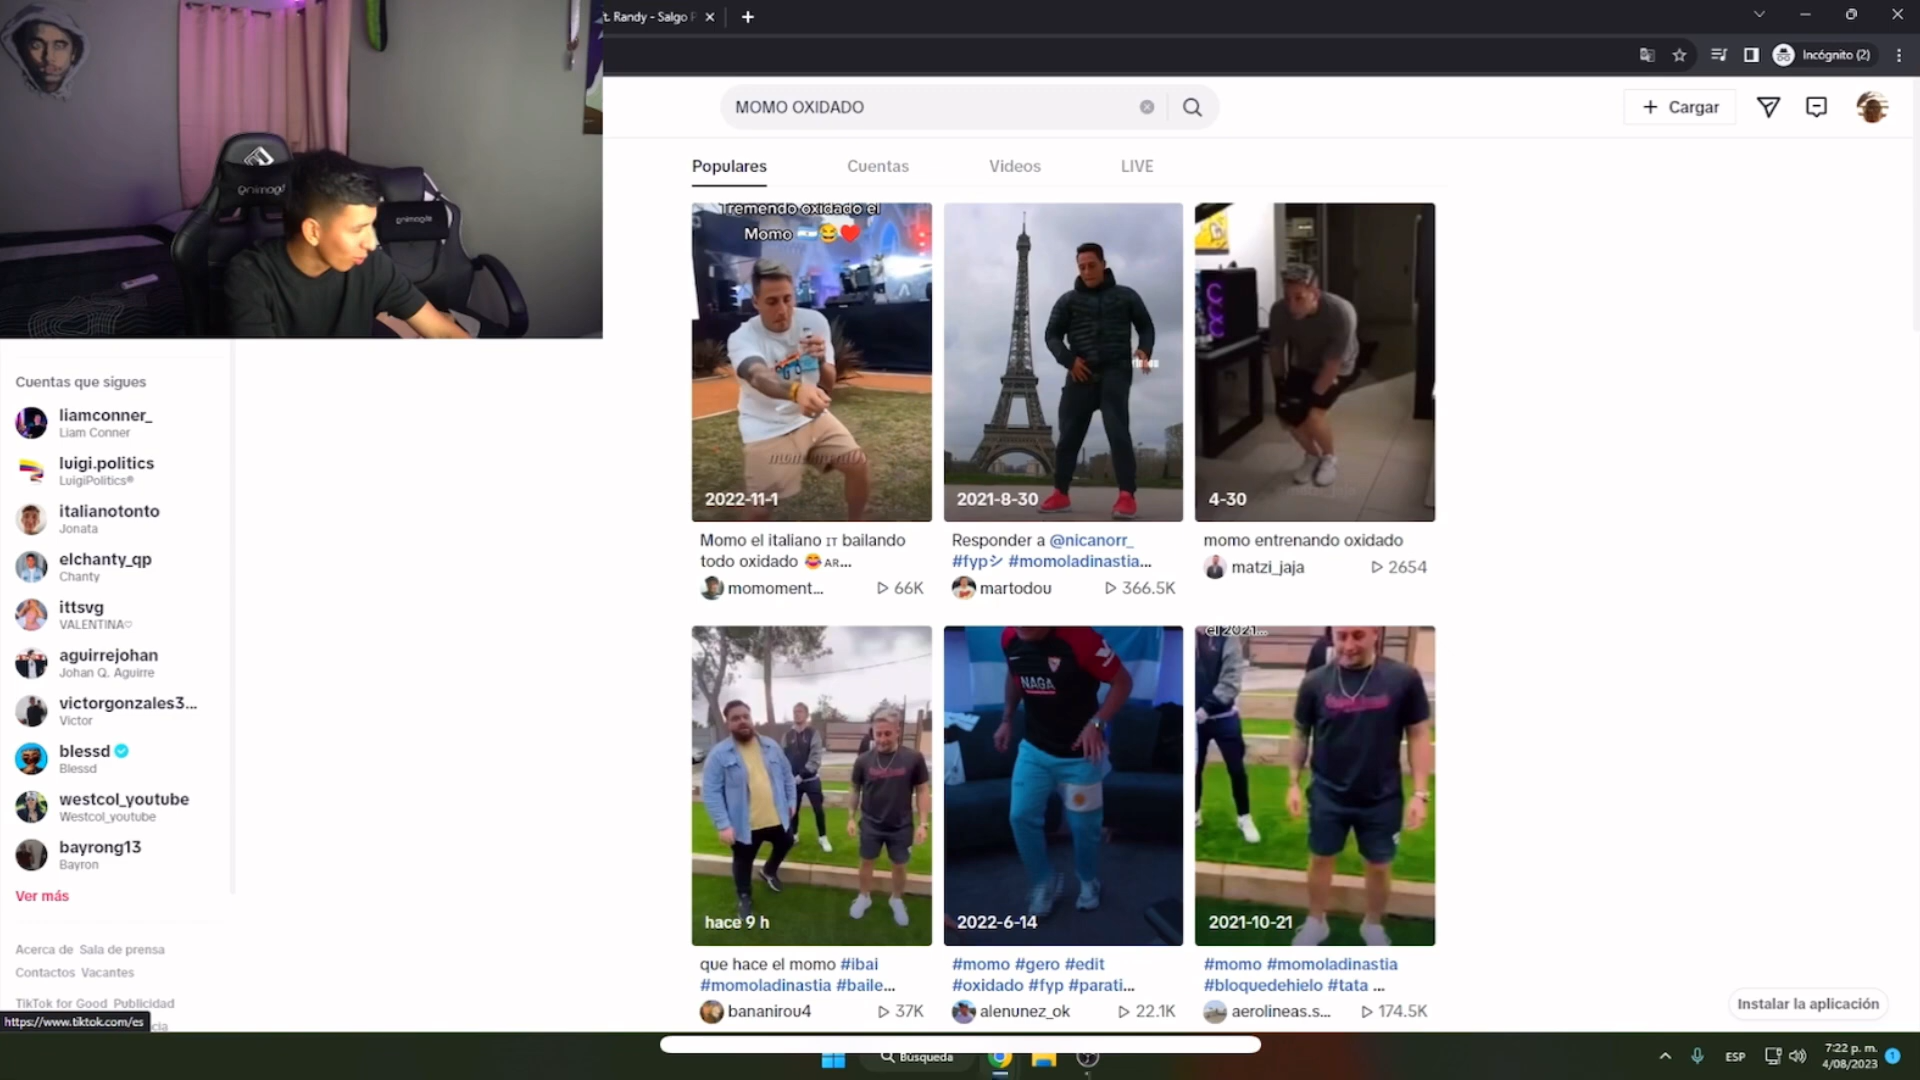 t. Randy - Salgo P
Incógnito (2)
MOMO OXIDADO
Cargar
Populares
Cuentas
Videos
LIVE
Tremendo oxidado el
Momo
2022-11-1
2021-8-30
4-30
Momo el italiano IT bailando
todo oxidado 😂 AR...
momoment...
66K
Responder a @nicanorr_
#fypシ #momoladinastia...
martodou
366.5K
momo entrenando oxidado
matzi_jaja
2654
el 2021...
NAGA
hace 9 h
2022-6-14
2021-10-21
que hace el momo #ibai
#momoladinastia #baile...
bananirou4
37K
#momo #gero #edit
#oxidado #fyp #parati...
alenunez_ok
22.1K
#momo #momoladinastia
#bloquedehielo #tata ...
aerolineas.s...
174.5K
Cuentas que sigues
liamconner_
Liam Conner
luigi.politics
LuigiPolitics®
italianotonto
Jonata
elchanty_qp
Chanty
ittsvg
VALENTINA♡
aguirrejohan
Johan Q. Aguirre
victorgonzales3...
Victor
blessd
Blessd
westcol_youtube
Westcol_youtube
bayrong13
Bayron
Ver más
Acerca de Sala de prensa
Contactos Vacantes
TikTok for Good Publicidad
https://www.tiktok.com/es
cia
Instalar la aplicación
Búsqueda
ESP
7:22 p. m.
4/08/2023
1